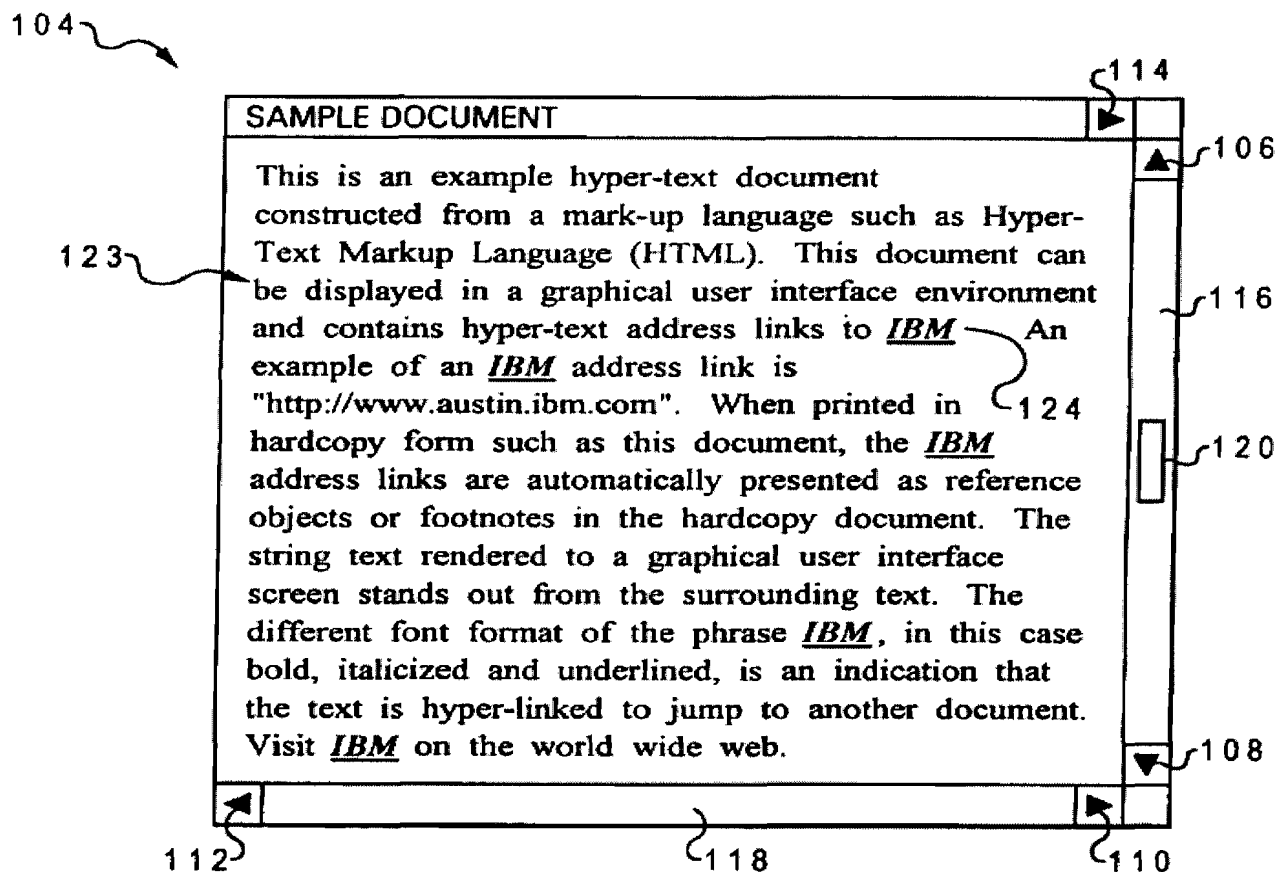 104
114
SAMPLE DOCUMENT
106
This is an example hyper-text document
constructed from a mark-up language such as Hyper-
Text Markup Language (HTML). This document can
123
be displayed in a graphical user interface environment
116
and contains hyper-text address links to IBM An
example of an IBM address link is
"http://www.austin.ibm.com". When printed in
124
hardcopy form such as this document, the IBM
120
address links are automatically presented as reference
objects or footnotes in the hardcopy document. The
string text rendered to a graphical user interface
screen stands out from the surrounding text. The
different font format of the phrase IBM, in this case
bold, italicized and underlined, is an indication that
the text is hyper-linked to jump to another document.
Visit IBM on the world wide web.
108
112
118
110